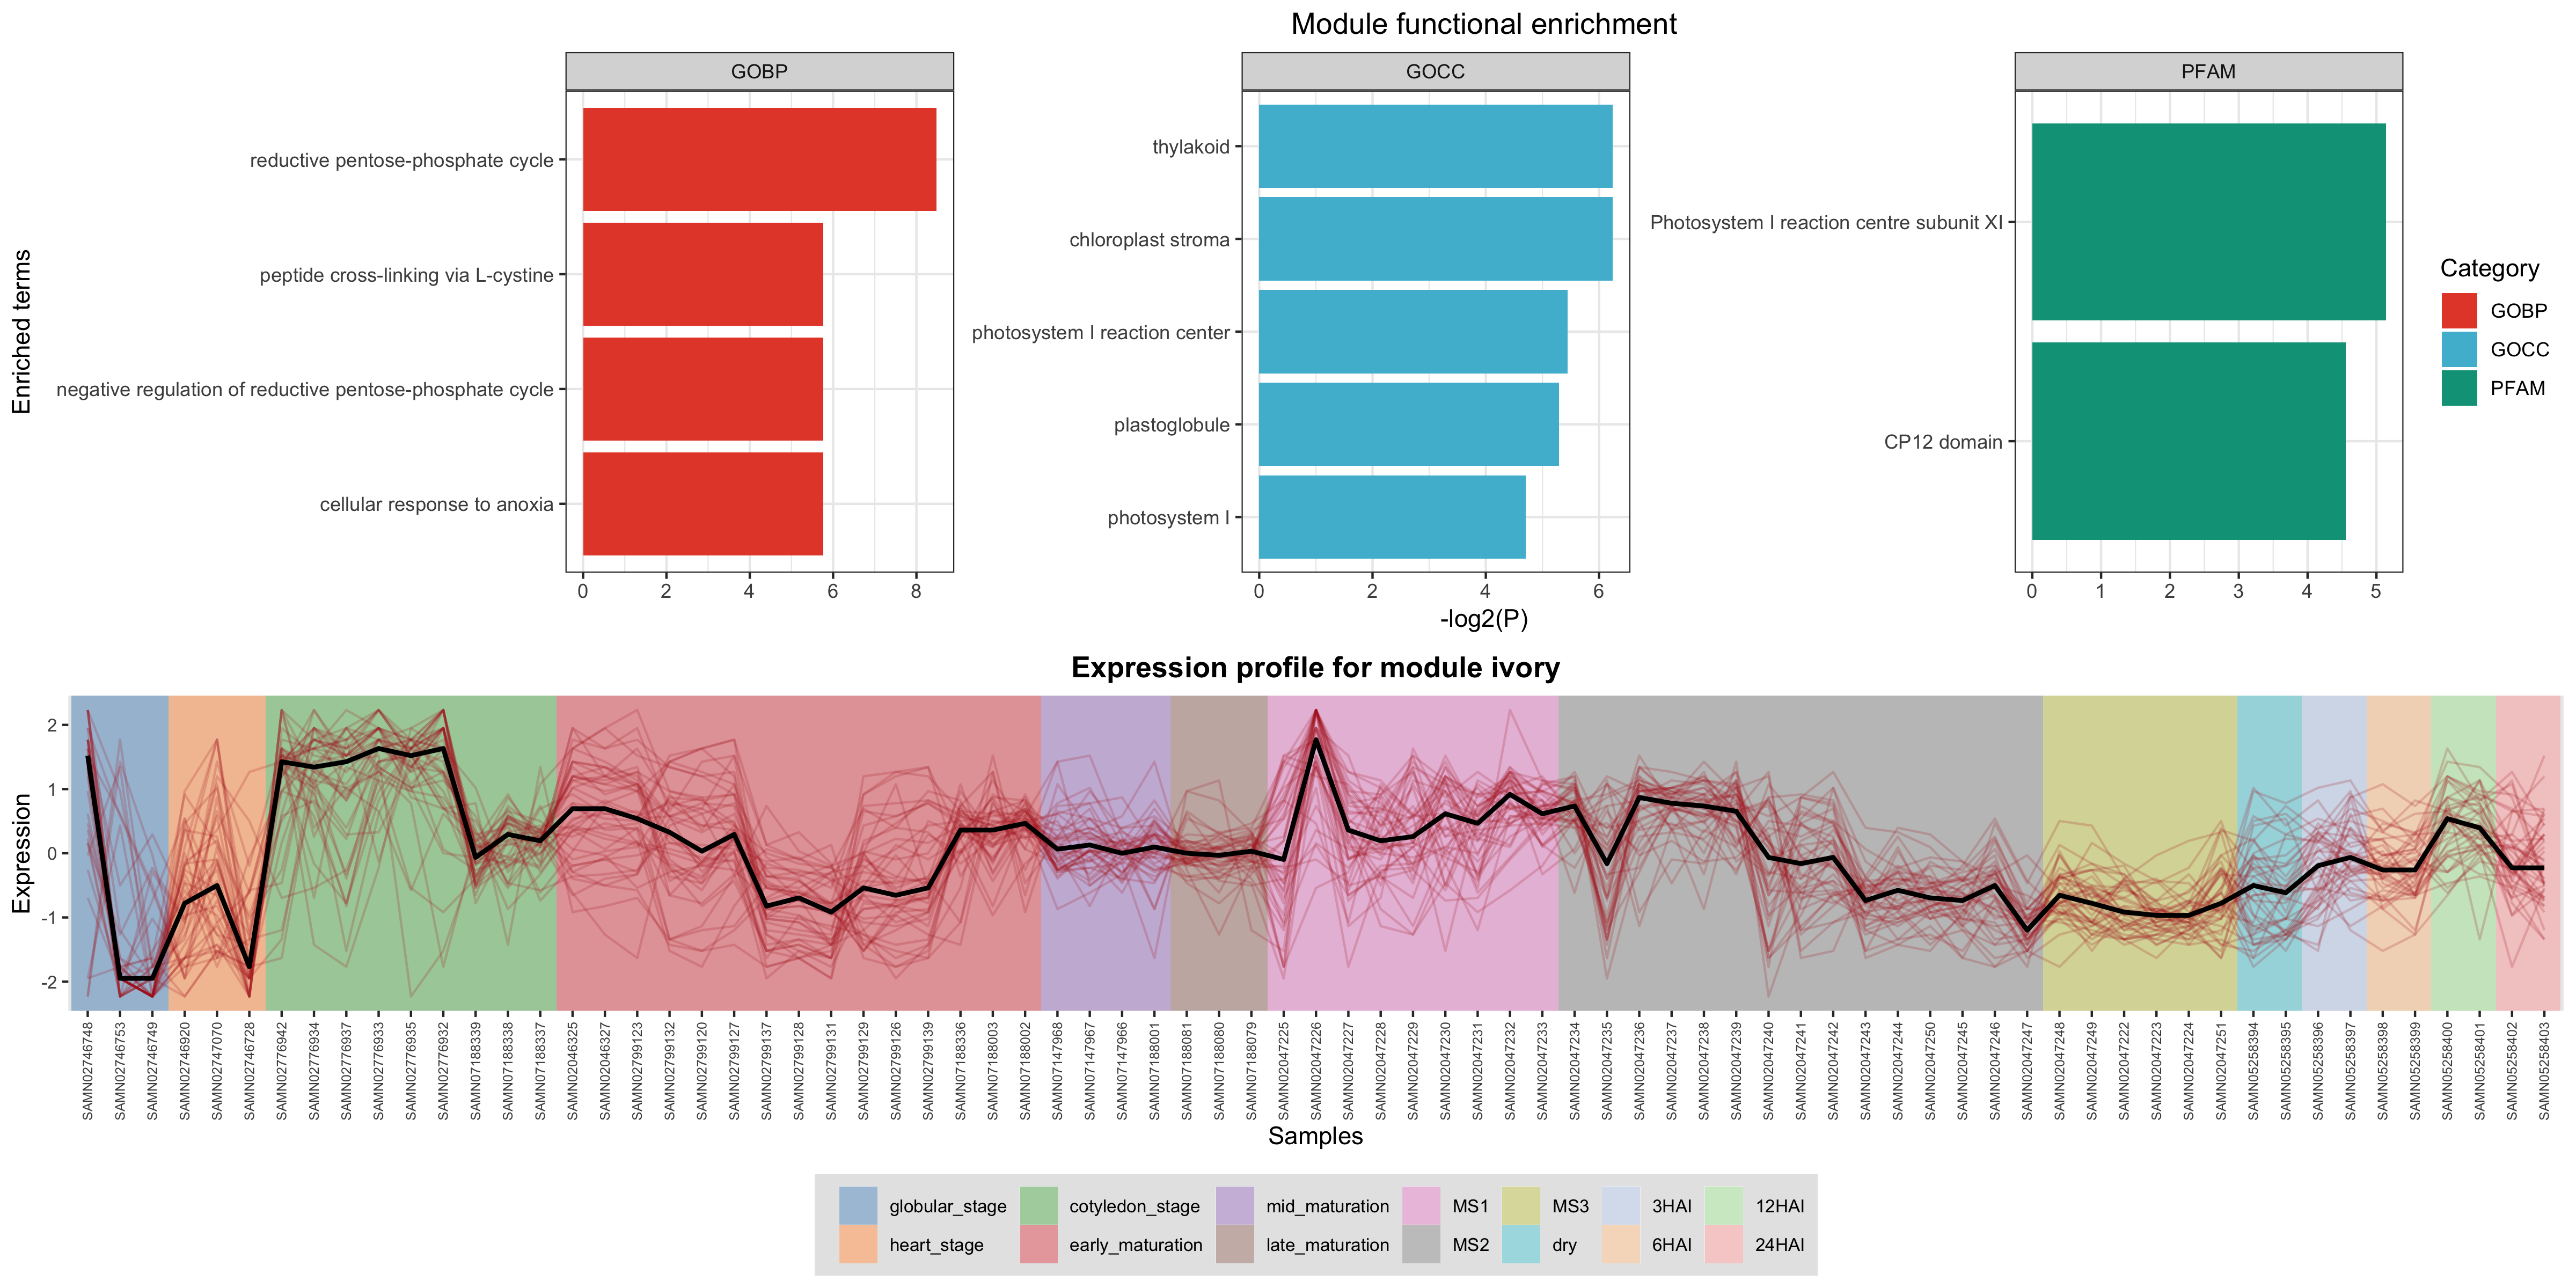 Module functional enrichment
GOBP
GOCC
PFAM
Enriched terms
reductive pentose-phosphate cycle
peptide cross-linking via L-cystine
negative regulation of reductive pentose-phosphate cycle
cellular response to anoxia
0 2 4 6 8
thylakoid
chloroplast stroma
photosystem I reaction center
plastoglobule
photosystem I
0 2 4 6
Photosystem I reaction centre subunit XI
CP12 domain
0 1 2 3 4 5
-log2(P)
Category
GOBP
GOCC
PFAM
Expression profile for module ivory
Expression
2
1
0
-1
-2
SAMN02746748
SAMN02746753
SAMN02746749
SAMN02746920
SAMN02747070
SAMN02746728
SAMN02776942
SAMN02776934
SAMN02776937
SAMN02776933
SAMN02776935
SAMN02776932
SAMN07188339
SAMN07188338
SAMN07188337
SAMN02046325
SAMN02046327
SAMN02799123
SAMN02799132
SAMN02799120
SAMN02799127
SAMN02799137
SAMN02799128
SAMN02799131
SAMN02799129
SAMN02799126
SAMN02799139
SAMN07188336
SAMN07188003
SAMN07188002
SAMN07147968
SAMN07147967
SAMN07147966
SAMN07188001
SAMN07188081
SAMN07188080
SAMN07188079
SAMN02047225
SAMN02047226
SAMN02047227
SAMN02047228
SAMN02047229
SAMN02047230
SAMN02047231
SAMN02047232
SAMN02047233
SAMN02047234
SAMN02047235
SAMN02047236
SAMN02047237
SAMN02047238
SAMN02047239
SAMN02047240
SAMN02047241
SAMN02047242
SAMN02047243
SAMN02047244
SAMN02047250
SAMN02047245
SAMN02047246
SAMN02047247
SAMN02047248
SAMN02047249
SAMN02047222
SAMN02047223
SAMN02047224
SAMN02047251
SAMN05258394
SAMN05258395
SAMN05258396
SAMN05258397
SAMN05258398
SAMN05258399
SAMN05258400
SAMN05258401
SAMN05258402
SAMN05258403
Samples
globular_stage cotyledon_stage mid_maturation MS1 MS3 3HAI 12HAI
heart_stage early_maturation late_maturation MS2 dry 6HAI 24HAI